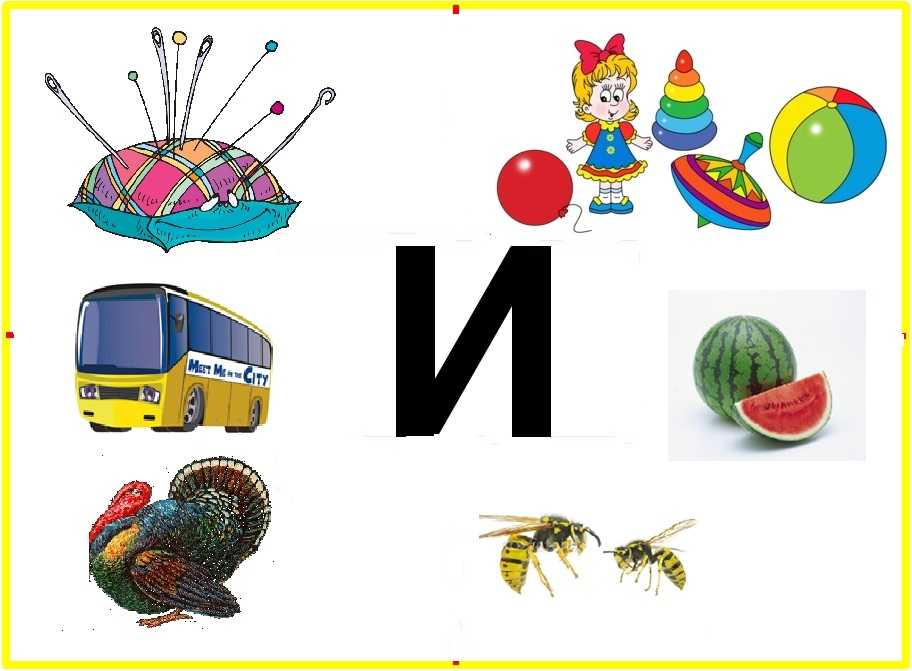 MEET ME IN THE CITY
И